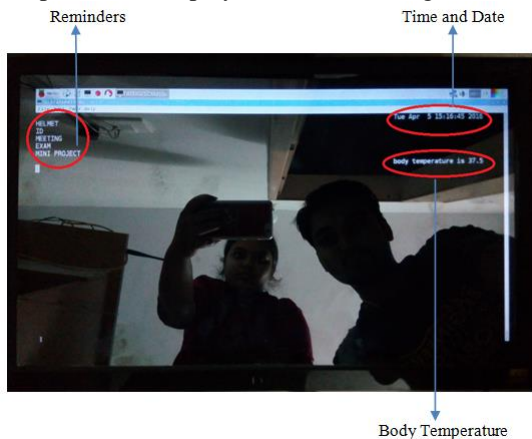 Reminders
Time and Date
HELMET
ID
MEETING
EXAM
MINI PROJECT
Tue Apr 5 15:16:45 2016
body temperature is 37.5
Body Temperature